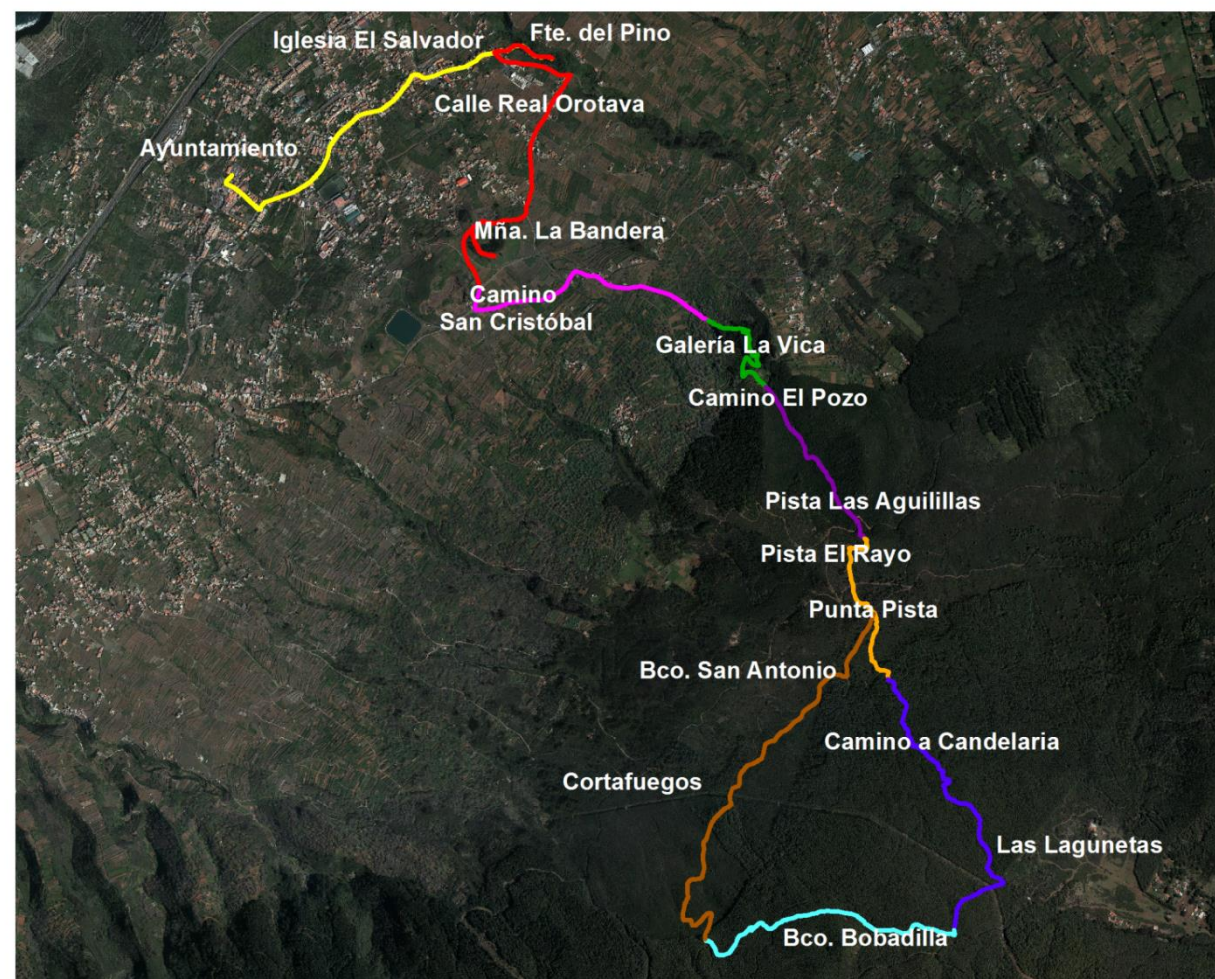 Fte. del Pino
Iglesia El Salvador
Calle Real Orotava
Ayuntamiento
Mña. La Bandera
Camino
San Cristóbal
Galería La Vica
Camino El Pozo
Pista Las Aguilillas
Pista El Rayo
Punta Pista
Bco. San Antonio
Camino a Candelaria
Cortafuegos
Las Lagunetas
Bco. Bobadilla